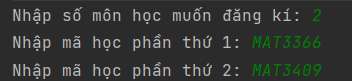 Nhập số môn học muốn đăng kí: 2
Nhập mã học phần thứ 1: MAT3366
Nhập mã học phần thứ 2: MAT3409